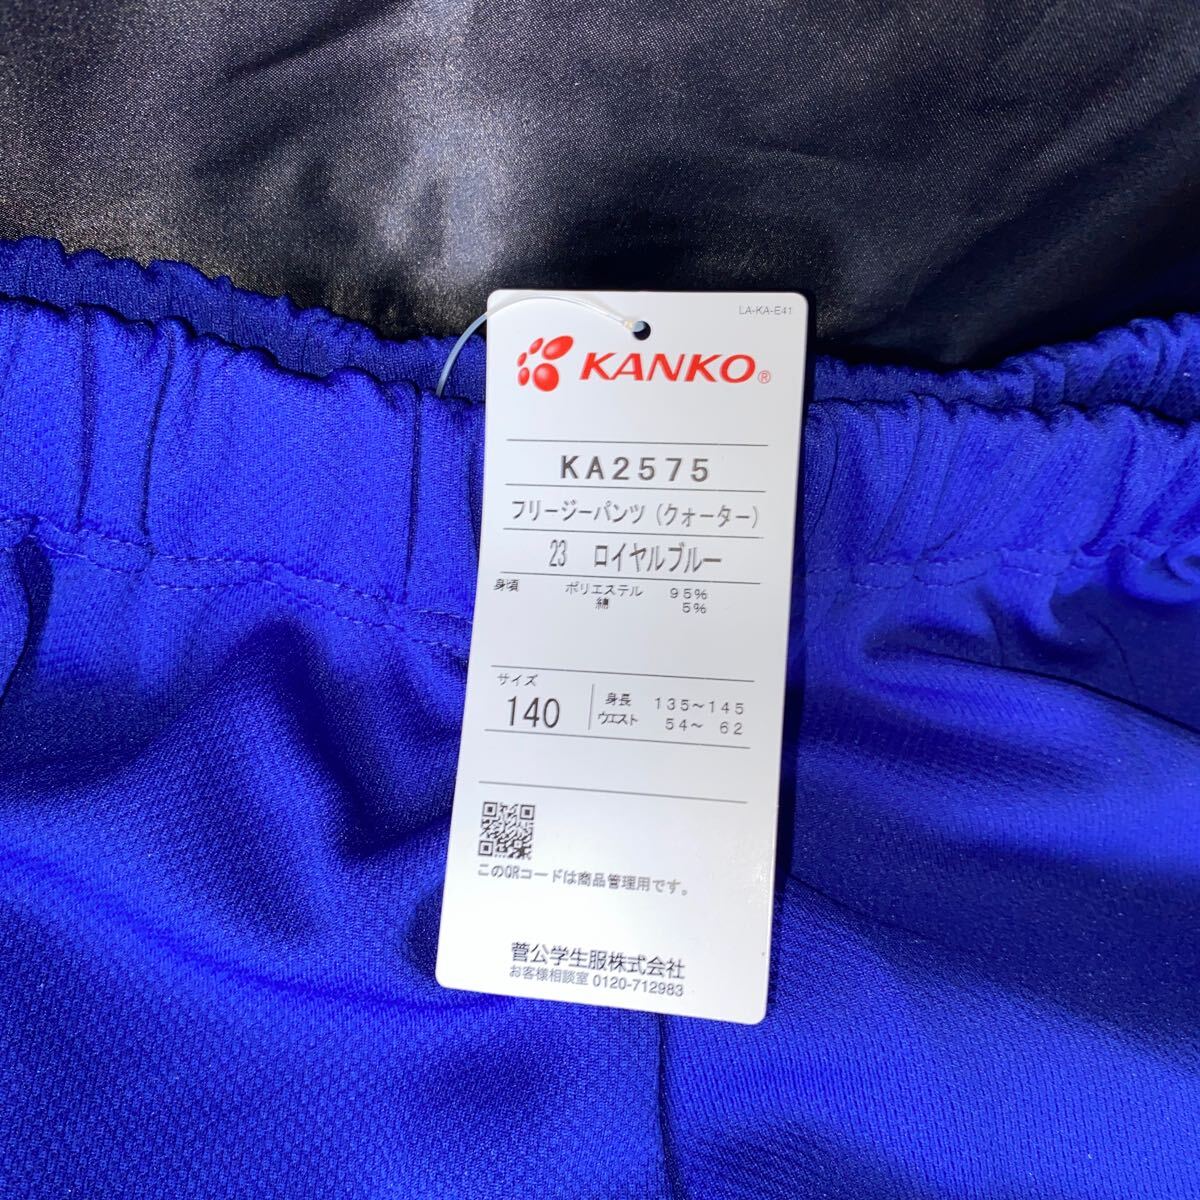 LA-KA-E41
KANKO®
KA2575
フリージーパンツ(クォーター)
23 ロイヤルブルー
身頃 ポリエステル 95%
綿 5%
サイズ
140
身長 135~145
ウエスト 54~ 62
このQRコードは商品管理用です。
菅公学生服株式会社
お客様相談室 0120-712983